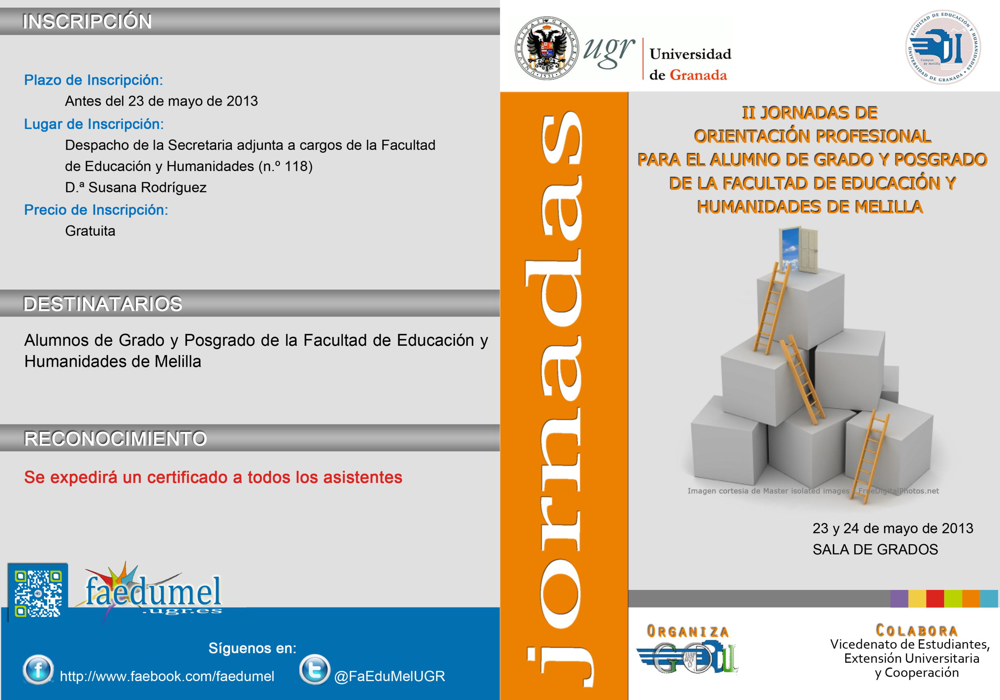 INSCRIPCIÓN
Plazo de Inscripción:
Antes del 23 de mayo de 2013
Lugar de Inscripción:
Despacho de la Secretaria adjunta a cargos de la Facultad
de Educación y Humanidades (n.º 118)
D.ª Susana Rodríguez
Precio de Inscripción:
Gratuita
DESTINATARIOS
Alumnos de Grado y Posgrado de la Facultad de Educación y
Humanidades de Melilla
RECONOCIMIENTO
Se expedirá un certificado a todos los asistentes
faedumel
.ugr.es
Síguenos en:
f http://www.faebook.com/faedumel
t @FaEduMelUGR
UNIVERSITAS GRANATENSIS · 1531 ·
ugr
Universidad
de Granada
FACULTAD DE EDUCACIÓN Y HUMANIDADES • UNIVERSIDAD DE GRANADA •
Campus
de Melilla
jornadas
II JORNADAS DE
ORIENTACIÓN PROFESIONAL
PARA EL ALUMNO DE GRADO Y POSGRADO
DE LA FACULTAD DE EDUCACIÓN Y
HUMANIDADES DE MELILLA
Imagen cortesia de Master isolated images FreeDigitalPhotos.net
23 y 24 de mayo de 2013
SALA DE GRADOS
ORGANIZA
COLABORA
Vicedenato de Estudiantes,
Extensión Universitaria
y Cooperación